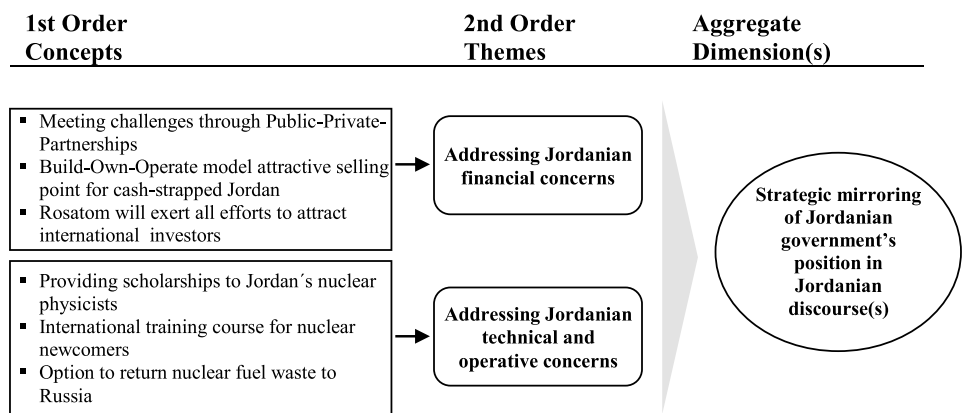 1st Order
Concepts
2nd Order
Themes
Aggregate
Dimension(s)
▪ Meeting challenges through Public-Private-
Partnerships
▪ Build-Own-Operate model attractive selling
point for cash-strapped Jordan
▪ Rosatom will exert all efforts to attract
international investors
Addressing Jordanian
financial concerns
▪ Providing scholarships to Jordan´s nuclear
physicists
▪ International training course for nuclear
newcomers
▪ Option to return nuclear fuel waste to
Russia
Addressing Jordanian
technical and
operative concerns
Strategic mirroring
of Jordanian
government’s
position in
Jordanian
discourse(s)